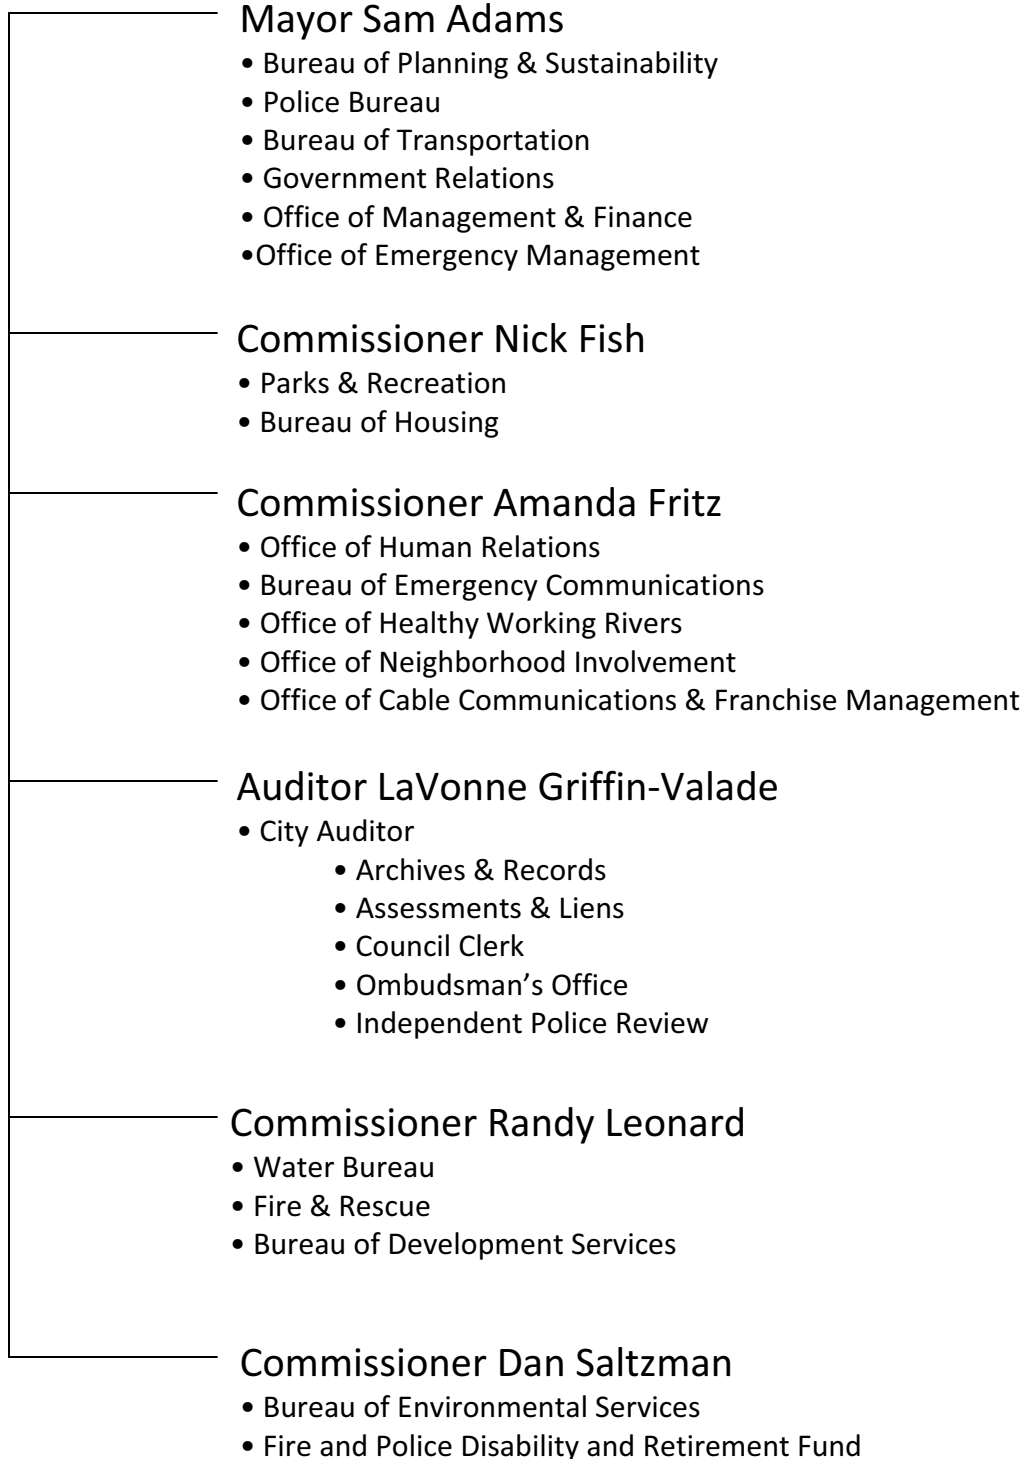 Mayor Sam Adams
• Bureau of Planning & Sustainability
• Police Bureau
• Bureau of Transportation
• Government Relations
• Office of Management & Finance
•Office of Emergency Management
Commissioner Nick Fish
• Parks & Recreation
• Bureau of Housing
Commissioner Amanda Fritz
• Office of Human Relations
• Bureau of Emergency Communications
• Office of Healthy Working Rivers
• Office of Neighborhood Involvement
• Office of Cable Communications & Franchise Management
Auditor LaVonne Griffin-Valade
• City Auditor
• Archives & Records
• Assessments & Liens
• Council Clerk
• Ombudsman’s Office
• Independent Police Review
Commissioner Randy Leonard
• Water Bureau
• Fire & Rescue
• Bureau of Development Services
Commissioner Dan Saltzman
• Bureau of Environmental Services
• Fire and Police Disability and Retirement Fund